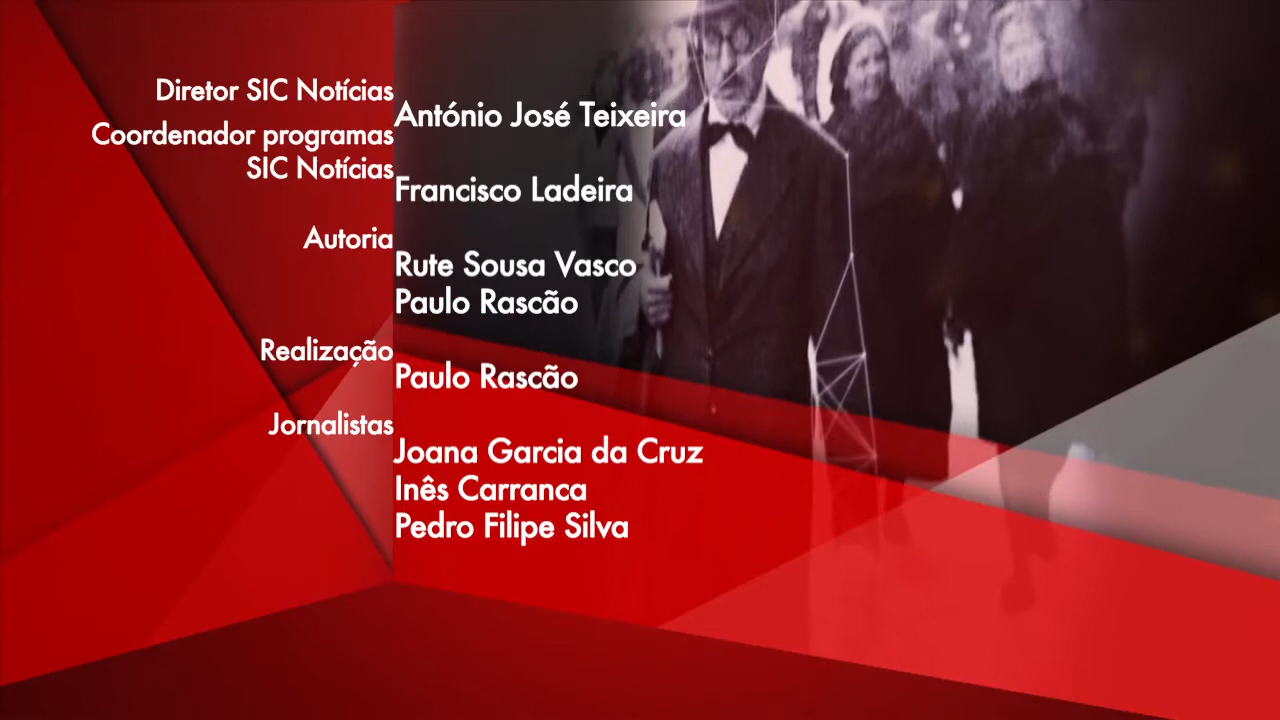 Diretor SIC Notícias
António José Teixeira
Coordenador programas
SIC Notícias
Francisco Ladeira
Autoria
Rute Sousa Vasco
Paulo Rascão
Realização
Paulo Rascão
Jornalistas
Joana Garcia da Cruz
Inês Carranca
Pedro Filipe Silva